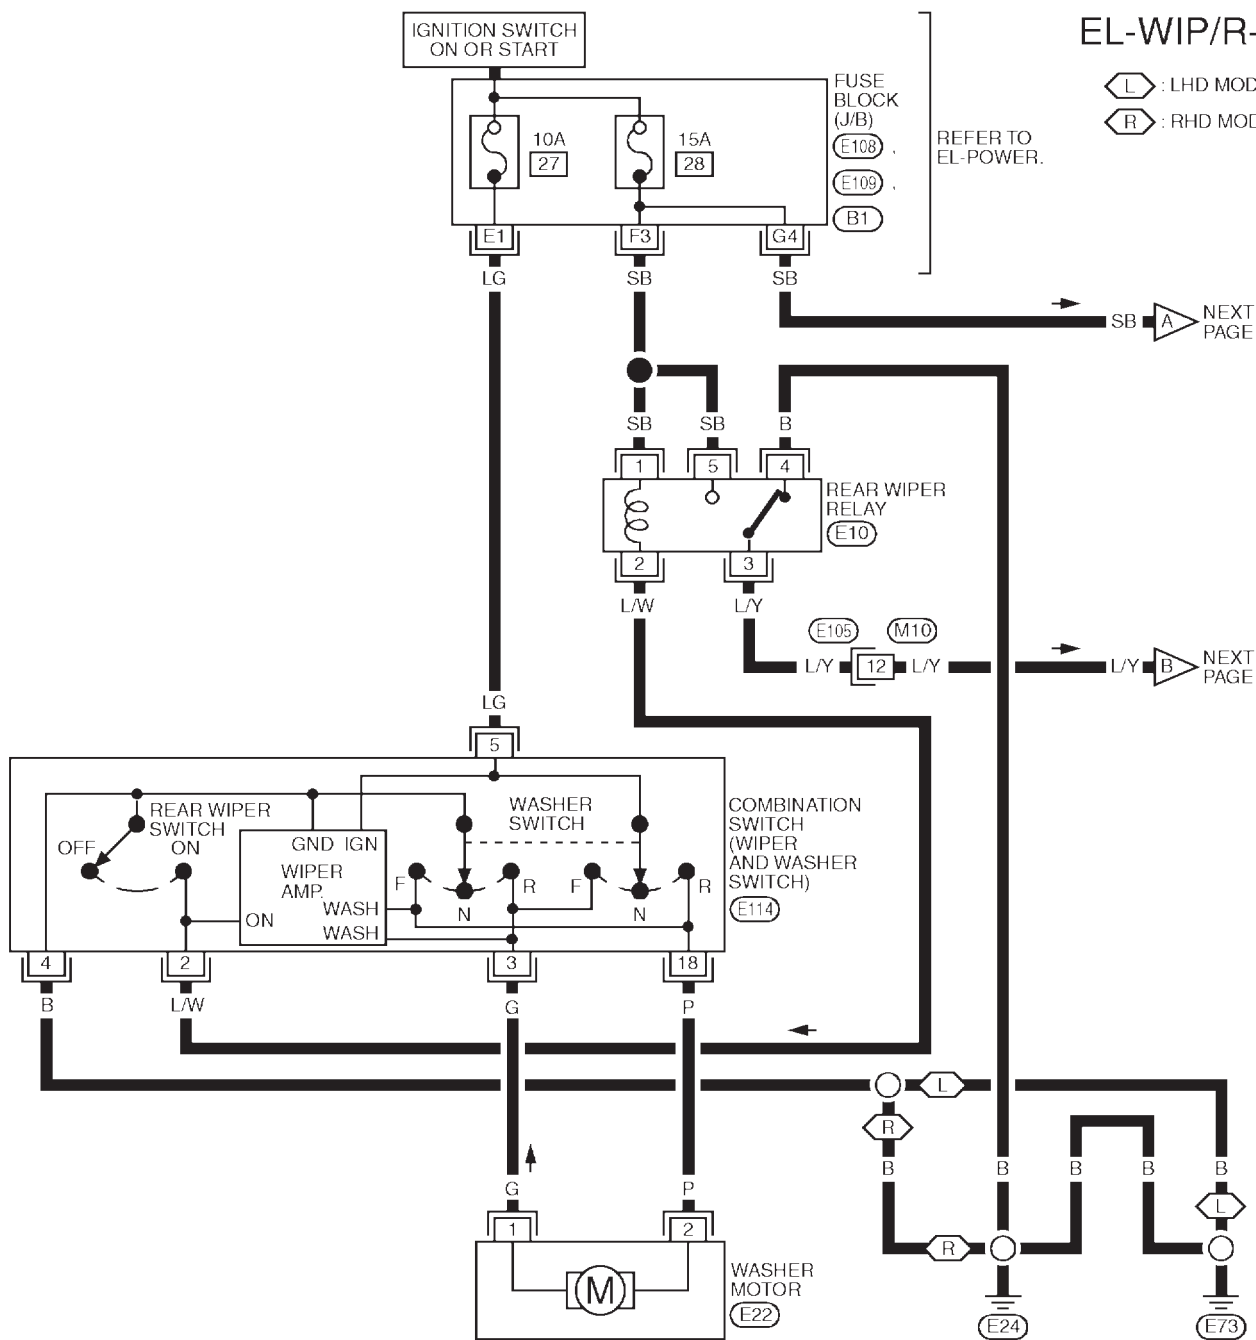 IGNITION SWITCH
ON OR START
EL-WIP/R-
L : LHD MOD
R : RHD MOD
FUSE
BLOCK
(J/B)
E108 ,
E109 ,
B1
REFER TO
EL-POWER.
10A
27
15A
28
E1
F3
G4
LG
SB
SB
SB
A
NEXT
PAGE
SB
SB
B
1
5
4
REAR WIPER
RELAY
E10
2
3
L/W
L/Y
E105
M10
L/Y
12
L/Y
L/Y
B
NEXT
PAGE
LG
5
REAR WIPER
SWITCH
OFF
ON
WASHER
SWITCH
GND IGN
WIPER
AMP.
WASH
WASH
ON
F
N
R
F
N
R
COMBINATION
SWITCH
(WIPER
AND WASHER
SWITCH)
E114
4
2
3
18
B
L/W
G
P
L
R
B
B
B
B
B
L
R
G
P
1
2
M
WASHER
MOTOR
E22
E24
E73